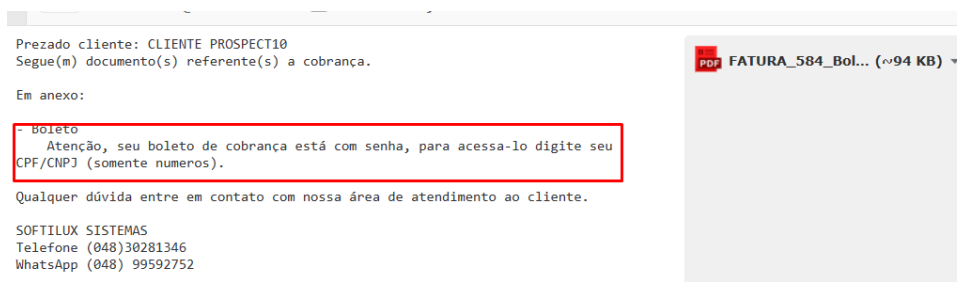 Prezado cliente: CLIENTE PROSPECT10
Segue(m) documento(s) referente(s) a cobrança.
Em anexo:
- Boleto
Atenção, seu boleto de cobrança está com senha, para acessa-lo digite seu
CPF/CNPJ (somente numeros).
Qualquer dúvida entre em contato com nossa área de atendimento ao cliente.
SOFTILUX SISTEMAS
Telefone (048)30281346
WhatsApp (048) 99592752
PDF FATURA_584_Bol... (~94 KB)